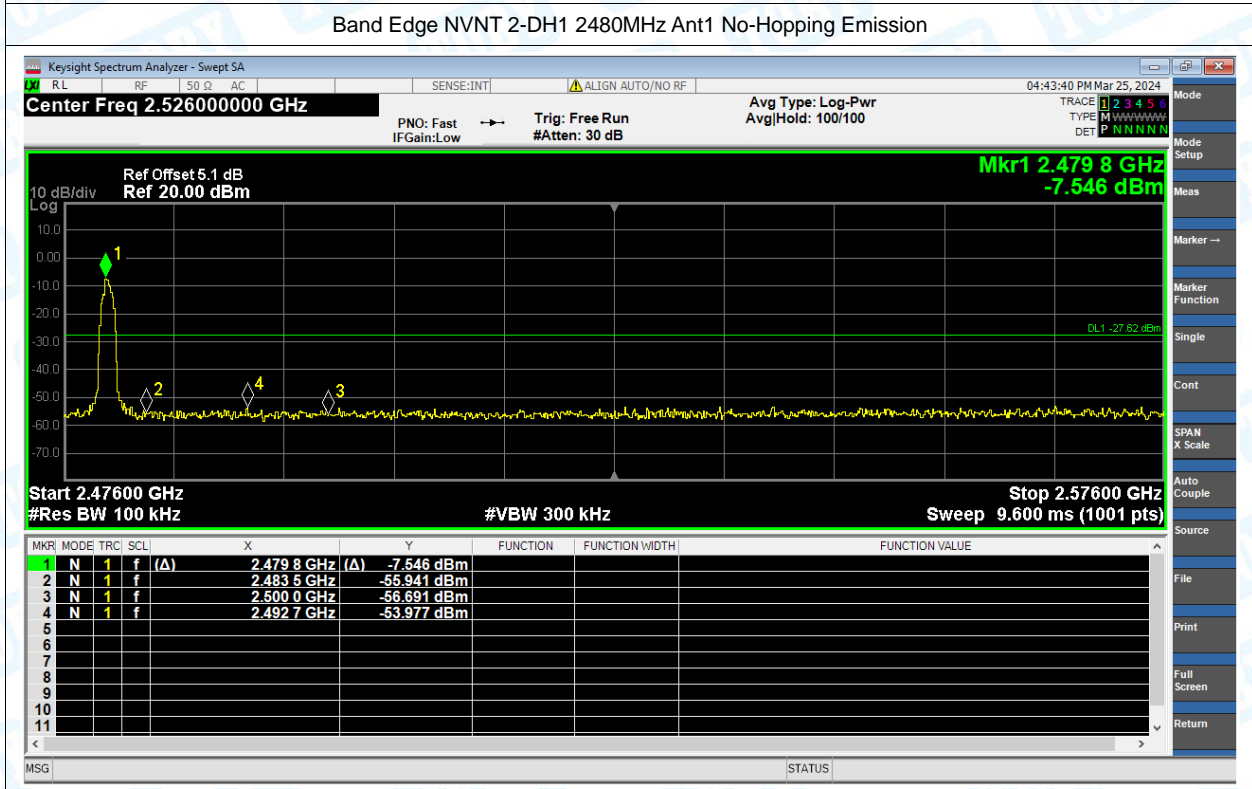 Band Edge NVNT 2-DH1 2480MHz Ant1 No-Hopping Emission
Keysight Spectrum Analyzer - Swept SA
LXI RL RF 50 Ω AC SENSE:INT ALIGN AUTO/NO RF 04:43:40 PM Mar 25, 2024
Center Freq 2.526000000 GHz
PNO: Fast
IFGain:Low
Trig: Free Run
#Atten: 30 dB
Avg Type: Log-Pwr
Avg|Hold: 100/100
TRACE 1 2 3 4 5 6
TYPE M WWWWW
DET P N N N N N
Ref Offset 5.1 dB
10 dB/div Ref 20.00 dBm
Log
Mkr1 2.479 8 GHz
-7.546 dBm
10.0
0.00
-10.0
-20.0
-30.0
-40.0
-50.0
-60.0
-70.0
1
2
4
3
DL1 -27.62 dBm
Start 2.47600 GHz Stop 2.57600 GHz
#Res BW 100 kHz #VBW 300 kHz Sweep 9.600 ms (1001 pts)
MKR MODE TRC SCL X Y FUNCTION FUNCTION WIDTH FUNCTION VALUE
1 N 1 f (Δ) 2.479 8 GHz (Δ) -7.546 dBm
2 N 1 f 2.483 5 GHz -55.941 dBm
3 N 1 f 2.500 0 GHz -56.691 dBm
4 N 1 f 2.492 7 GHz -53.977 dBm
5
6
7
8
9
10
11
MSG STATUS
Mode
Mode
Setup
Meas
Marker →
Marker
Function
Single
Cont
SPAN
X Scale
Auto
Couple
Source
File
Print
Full
Screen
Return